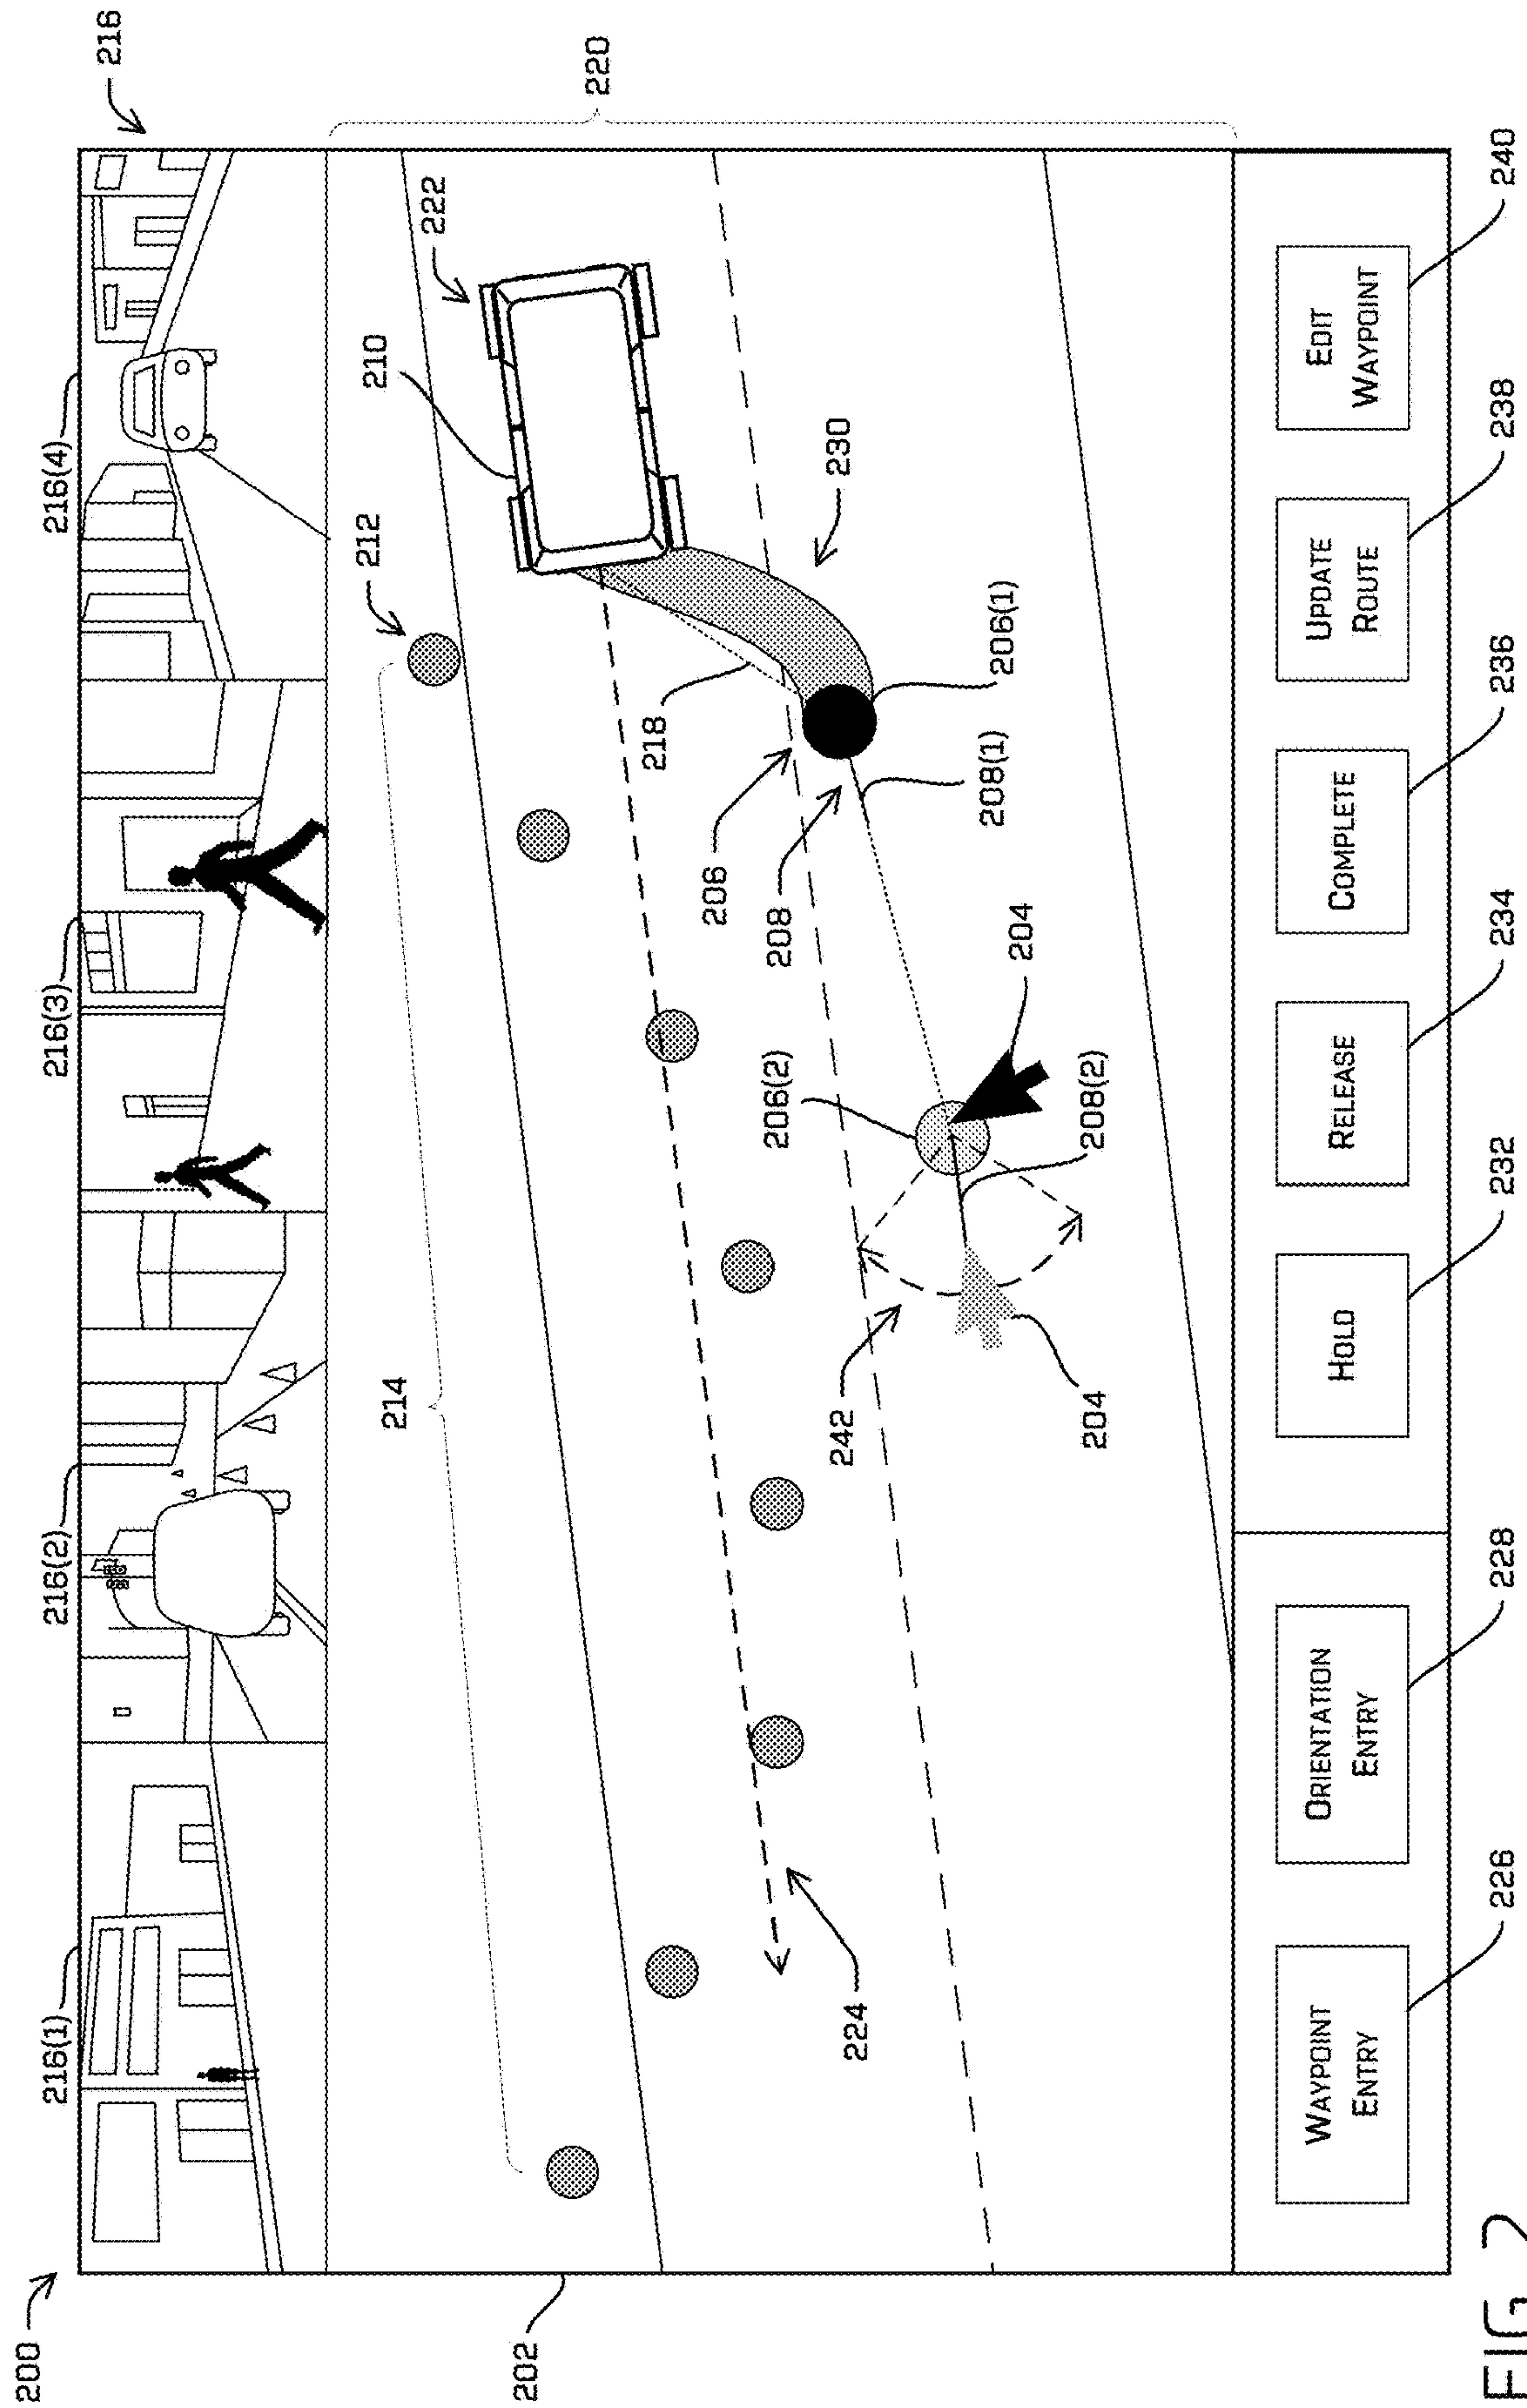 200
216
216(1)
216(2)
216(3)
216(4)
220
222
210
212
214
230
218
206(1)
206
208
208(1)
204
206(2)
208(2)
242
204
224
202
WAYPOINT
ENTRY
ORIENTATION
ENTRY
HOLD
RELEASE
COMPLETE
UPDATE
ROUTE
EDIT
WAYPOINT
226
228
232
234
236
238
240
FIG. 2